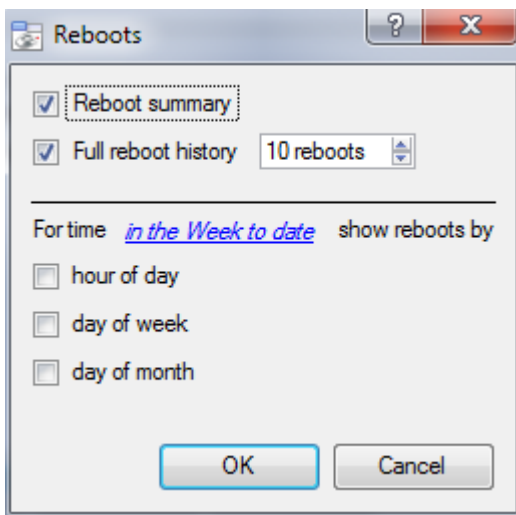 Reboots
Reboot summary
Full reboot history 10 reboots
For time in the Week to date show reboots by
hour of day
day of week
day of month
OK Cancel